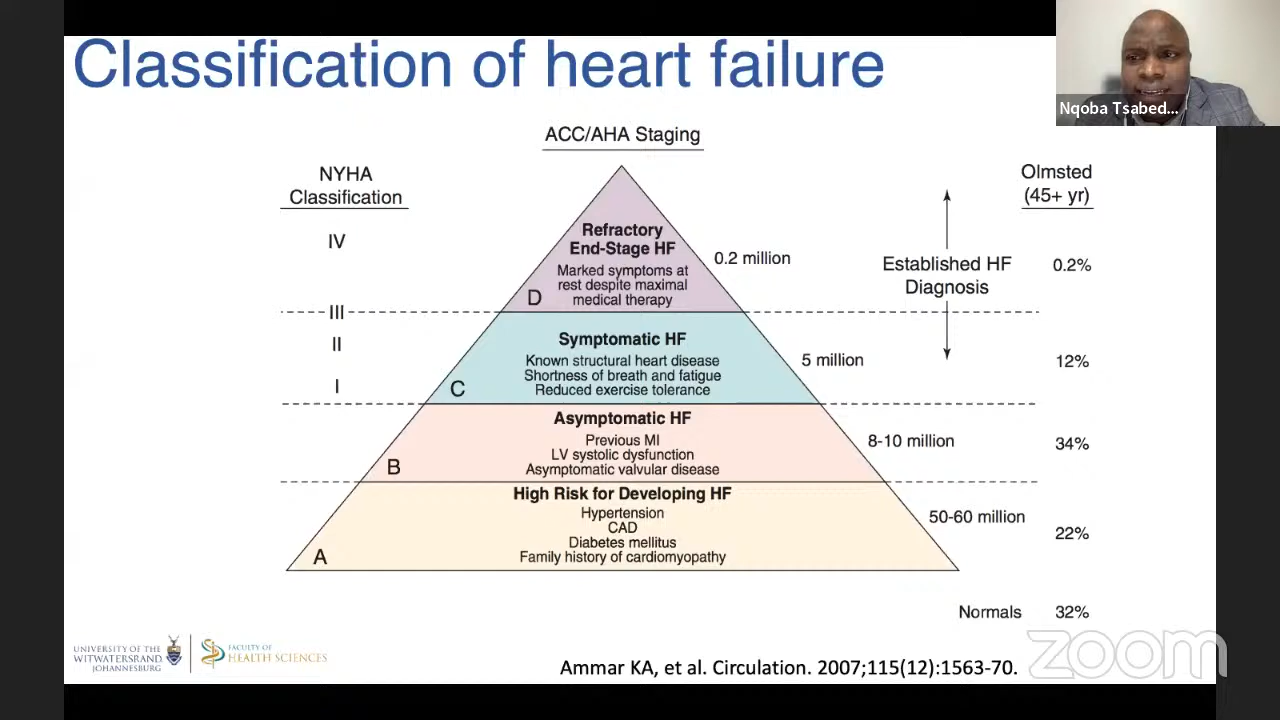 Classification of heart failure
Nqoba Tsabed...
ACC/AHA Staging
NYHA
Classification
Olmsted
(45+ yr)
IV
Refractory
End-Stage HF
Marked symptoms at
rest despite maximal
medical therapy
D
0.2 million
Established HF
Diagnosis
0.2%
III
II
I
Symptomatic HF
Known structural heart disease
Shortness of breath and fatigue
Reduced exercise tolerance
C
5 million
12%
Asymptomatic HF
Previous MI
LV systolic dysfunction
Asymptomatic valvular disease
B
8-10 million
34%
High Risk for Developing HF
Hypertension
CAD
Diabetes mellitus
Family history of cardiomyopathy
A
50-60 million
22%
Normals 32%
UNIVERSITY OF THE
WITWATERSRAND,
JOHANNESBURG
FACULTY OF
HEALTH SCIENCES
Ammar KA, et al. Circulation. 2007;115(12):1563-70.
zoom